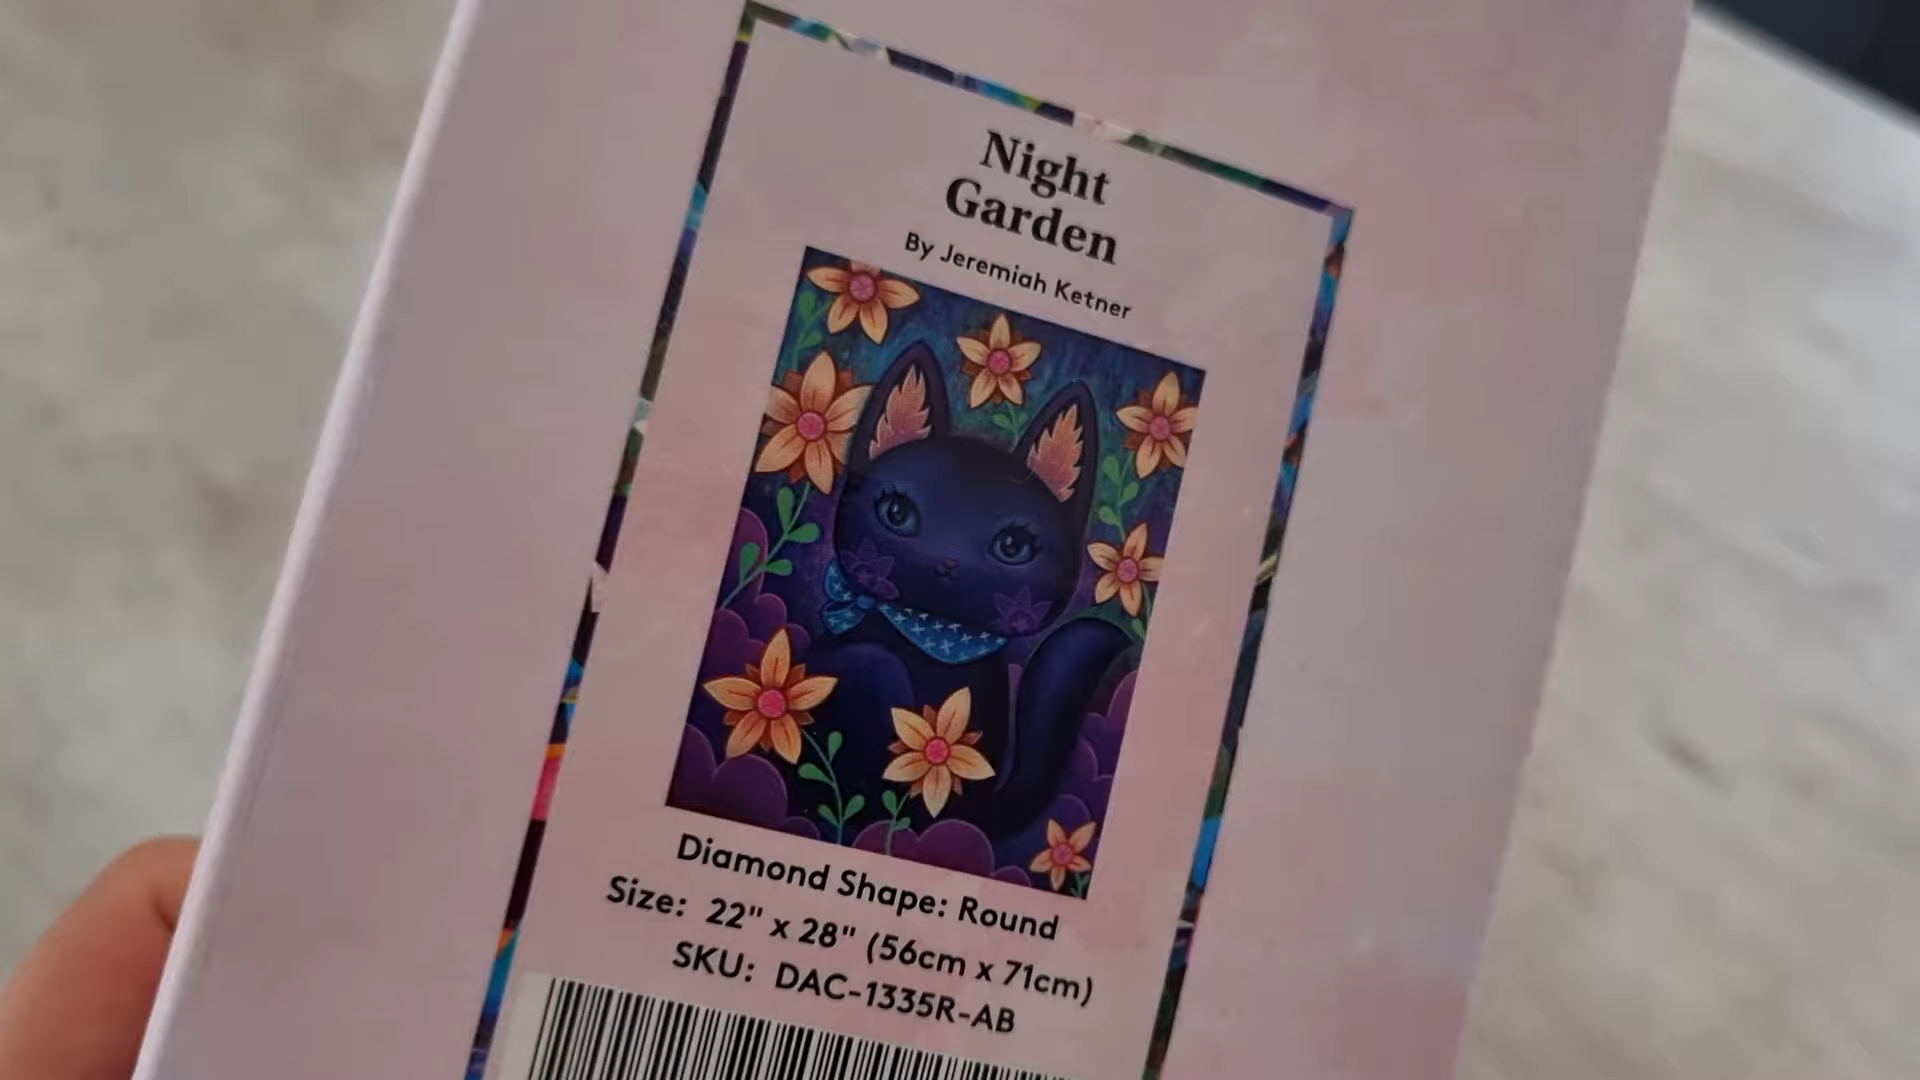 Night
Garden
By Jeremiah Ketner
Diamond Shape: Round
Size: 22" x 28" (56cm x 71cm)
SKU: DAC-1335R-AB